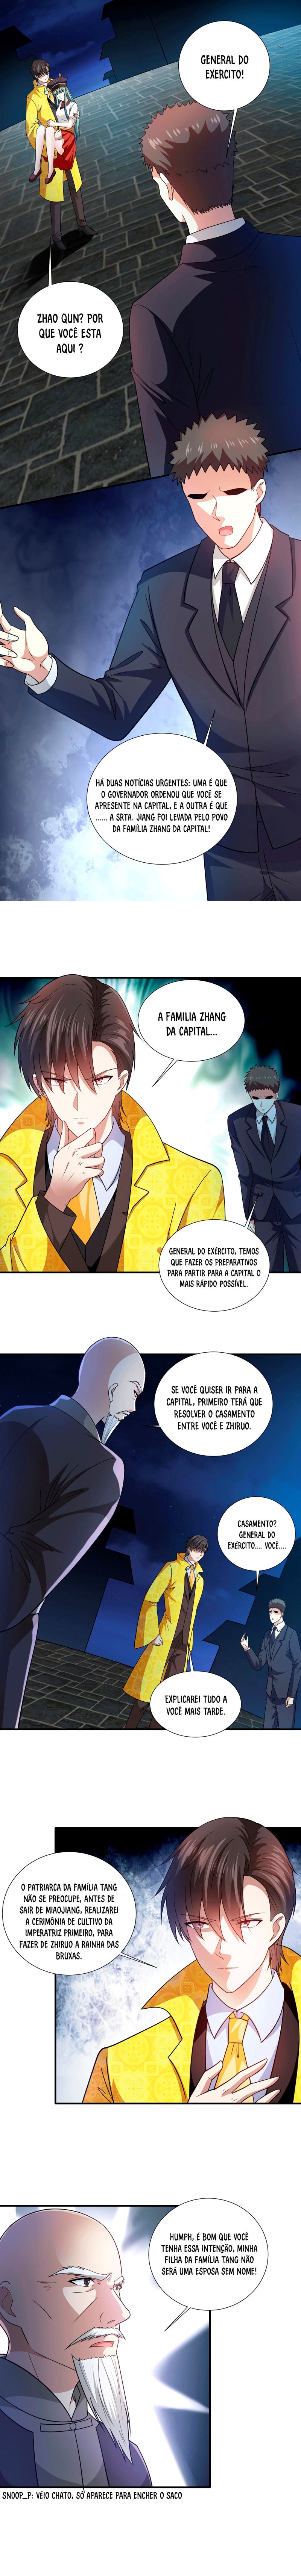 GENERAL DO
EXERCITO!
ZHAO QUN? POR
QUE VOCÊ ESTA
AQUI ?
HÁ DUAS NOTÍCIAS URGENTES: UMA É QUE
O GOVERNADOR ORDENOU QUE VOCÊ SE
APRESENTE NA CAPITAL, E A OUTRA É QUE
...... A SRTA. JIANG FOI LEVADA PELO POVO
DA FAMÍLIA ZHANG DA CAPITAL!
A FAMILIA ZHANG
DA CAPITAL...
GENERAL DO EXÉRCITO, TEMOS
QUE FAZER OS PREPARATIVOS
PARA PARTIR PARA A CAPITAL O
MAIS RÁPIDO POSSÍVEL.
SE VOCÊ QUISER IR PARA A
CAPITAL, PRIMEIRO TERÁ QUE
RESOLVER O CASAMENTO
ENTRE VOCÊ E ZHIRUO.
CASAMENTO?
GENERAL DO
EXÉRCITO.... VOCÊ....
EXPLICAREI TUDO A
VOCÊ MAIS TARDE.
O PATRIARCA DA FAMÍLIA TANG
NÃO SE PREOCUPE, ANTES DE
SAIR DE MIAOJIANG, REALIZAREI
A CERIMÔNIA DE CULTIVO DA
IMPERATRIZ PRIMEIRO, PARA
FAZER DE ZHIRUO A RAINHA DAS
BRUXAS.
HUMPH, É BOM QUE VOCÊ
TENHA ESSA INTENÇÃO, MINHA
FILHA DA FAMÍLIA TANG NÃO
SERÁ UMA ESPOSA SEM NOME!
SNOOP_P: VÉIO CHATO, SÓ APARECE PARA ENCHER O SACO